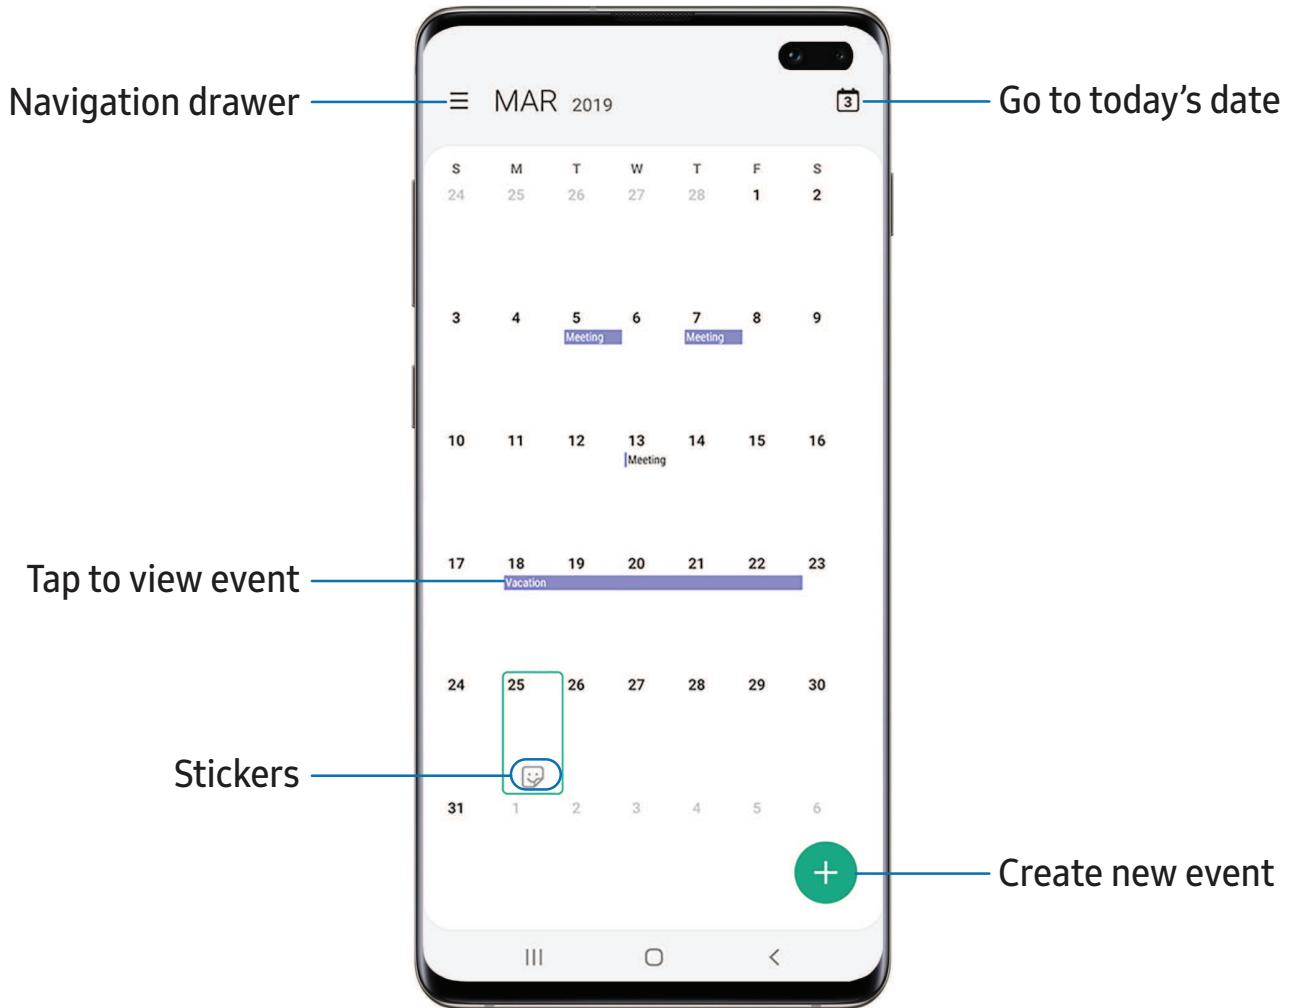 Navigation drawer
MAR 2019
3
Go to today's date
S M T W T F S
24 25 26 27 28 1 2
3 4 5 6 7 8 9
Meeting Meeting
10 11 12 13 14 15 16
Meeting
Tap to view event
17 18 19 20 21 22 23
Vacation
24 25 26 27 28 29 30
Stickers
31 1 2 3 4 5 6
Create new event